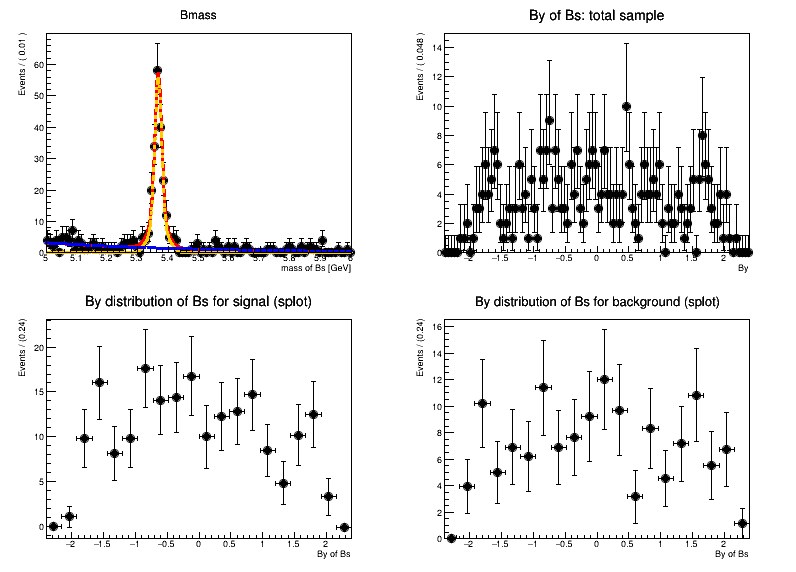 Bmass
Events / ( 0.01 )
60
50
40
30
20
10
0
5 5.1 5.2 5.3 5.4 5.5 5.6 5.7 5.8 5.9 6
mass of Bs [GeV]
By of Bs: total sample
Events / ( 0.048 )
14
12
10
8
6
4
2
0
−2 −1.5 −1 −0.5 0 0.5 1 1.5 2
By
By distribution of Bs for signal (splot)
Events / (0.24)
20
15
10
5
0
−2 −1.5 −1 −0.5 0 0.5 1 1.5 2
By of Bs
By distribution of Bs for background (splot)
Events / (0.24)
16
14
12
10
8
6
4
2
0
−2 −1.5 −1 −0.5 0 0.5 1 1.5 2
By of Bs